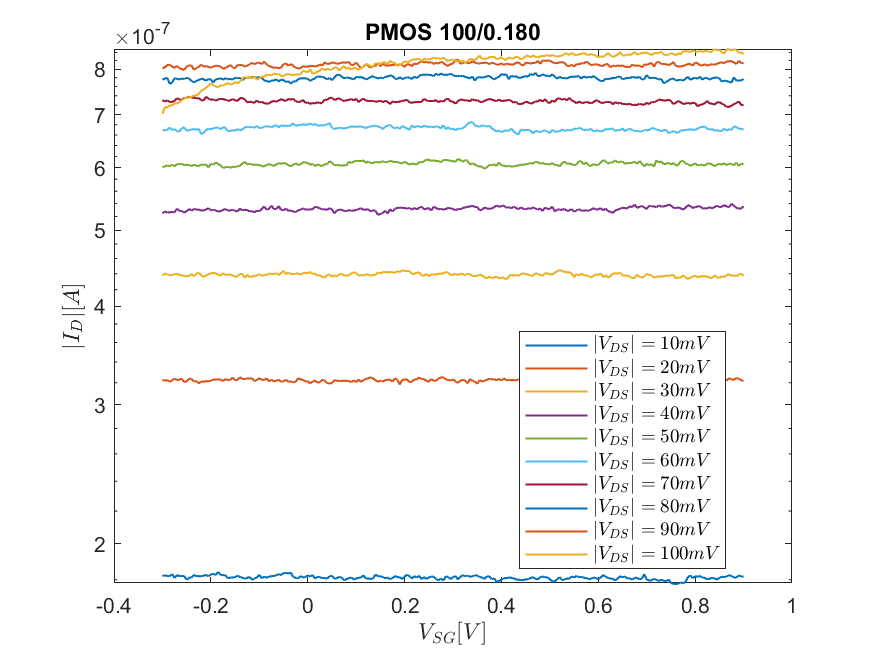 PMOS 100/0.180
×10⁻⁷
8
7
6
5
4
3
2
-0.4 -0.2 0 0.2 0.4 0.6 0.8 1
|I_D|[A]
V_SG[V]
|V_DS| = 10mV
|V_DS| = 20mV
|V_DS| = 30mV
|V_DS| = 40mV
|V_DS| = 50mV
|V_DS| = 60mV
|V_DS| = 70mV
|V_DS| = 80mV
|V_DS| = 90mV
|V_DS| = 100mV